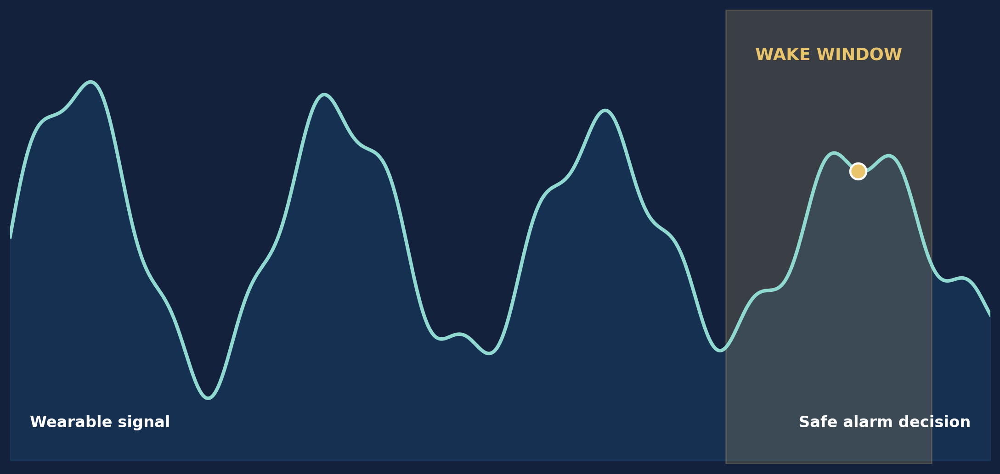 WAKE WINDOW
Wearable signal
Safe alarm decision